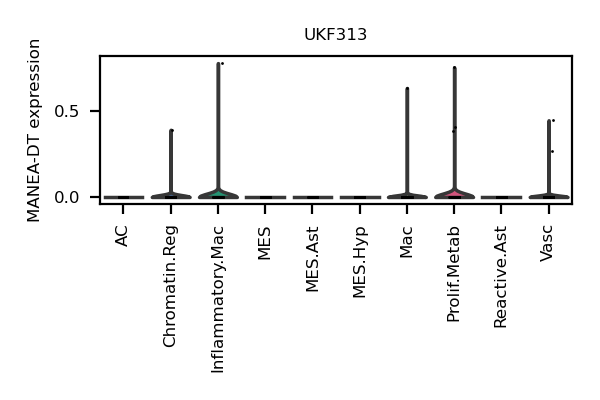 UKF313
MANEA-DT expression
0.5
0.0
AC
Chromatin.Reg
Inflammatory.Mac
MES
MES.Ast
MES.Hyp
Mac
Prolif.Metab
Reactive.Ast
Vasc